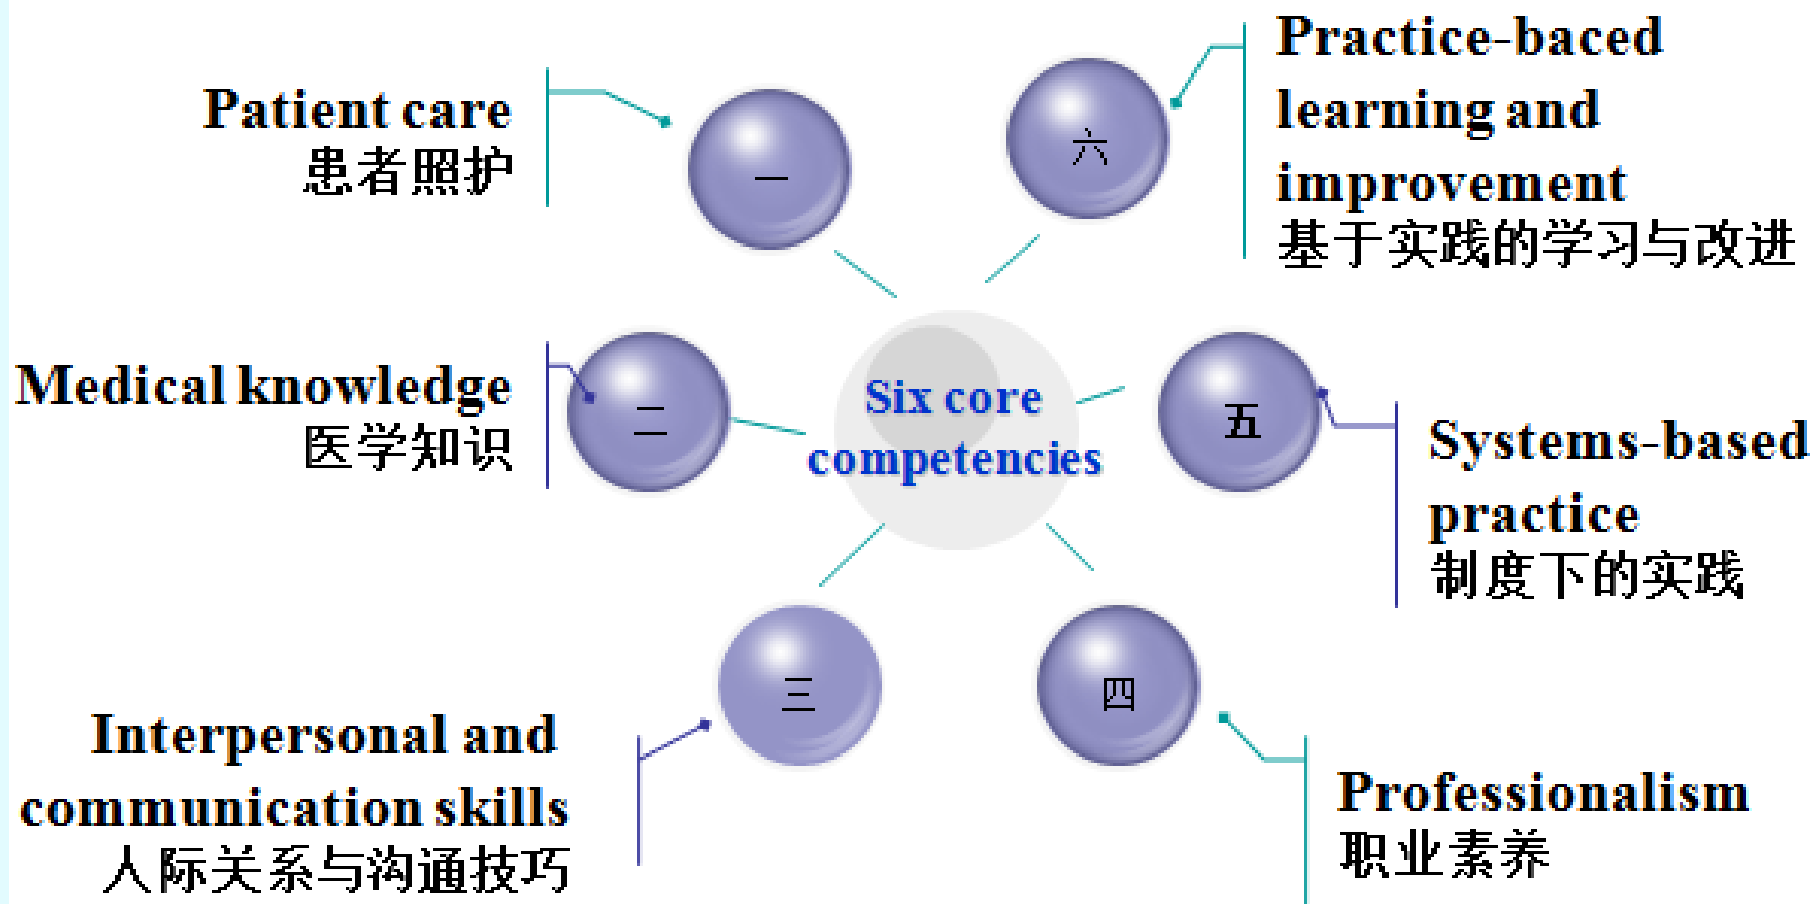 Patient care
患者照护
一
Medical knowledge
医学知识
二
Interpersonal and
communication skills
人际关系与沟通技巧
三
Six core
competencies
六
Practice-baced
learning and
improvement
基于实践的学习与改进
五
Systems-based
practice
制度下的实践
四
Professionalism
职业素养